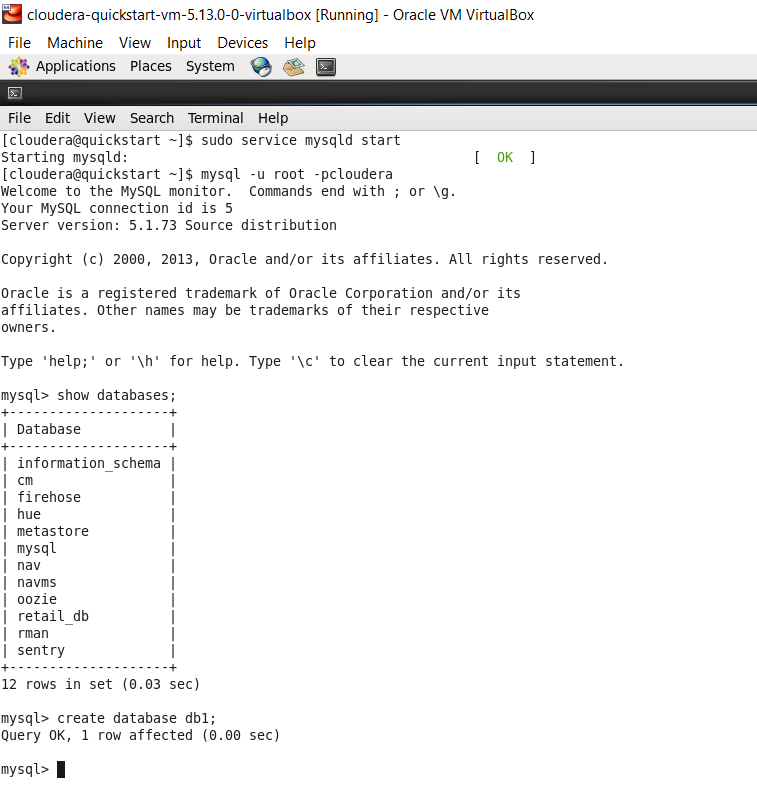 cloudera-quickstart-vm-5.13.0-0-virtualbox [Running] - Oracle VM VirtualBox
File Machine View Input Devices Help
Applications Places System
File Edit View Search Terminal Help
[cloudera@quickstart ~]$ sudo service mysqld start
Starting mysqld:                                           [  OK  ]
[cloudera@quickstart ~]$ mysql -u root -pcloudera
Welcome to the MySQL monitor.  Commands end with ; or \g.
Your MySQL connection id is 5
Server version: 5.1.73 Source distribution

Copyright (c) 2000, 2013, Oracle and/or its affiliates. All rights reserved.

Oracle is a registered trademark of Oracle Corporation and/or its
affiliates. Other names may be trademarks of their respective
owners.

Type 'help;' or '\h' for help. Type '\c' to clear the current input statement.

mysql> show databases;
+--------------------+
| Database           |
+--------------------+
| information_schema |
| cm                 |
| firehose           |
| hue                |
| metastore          |
| mysql              |
| nav                |
| navms              |
| oozie              |
| retail_db          |
| rman               |
| sentry             |
+--------------------+
12 rows in set (0.03 sec)

mysql> create database db1;
Query OK, 1 row affected (0.00 sec)

mysql>